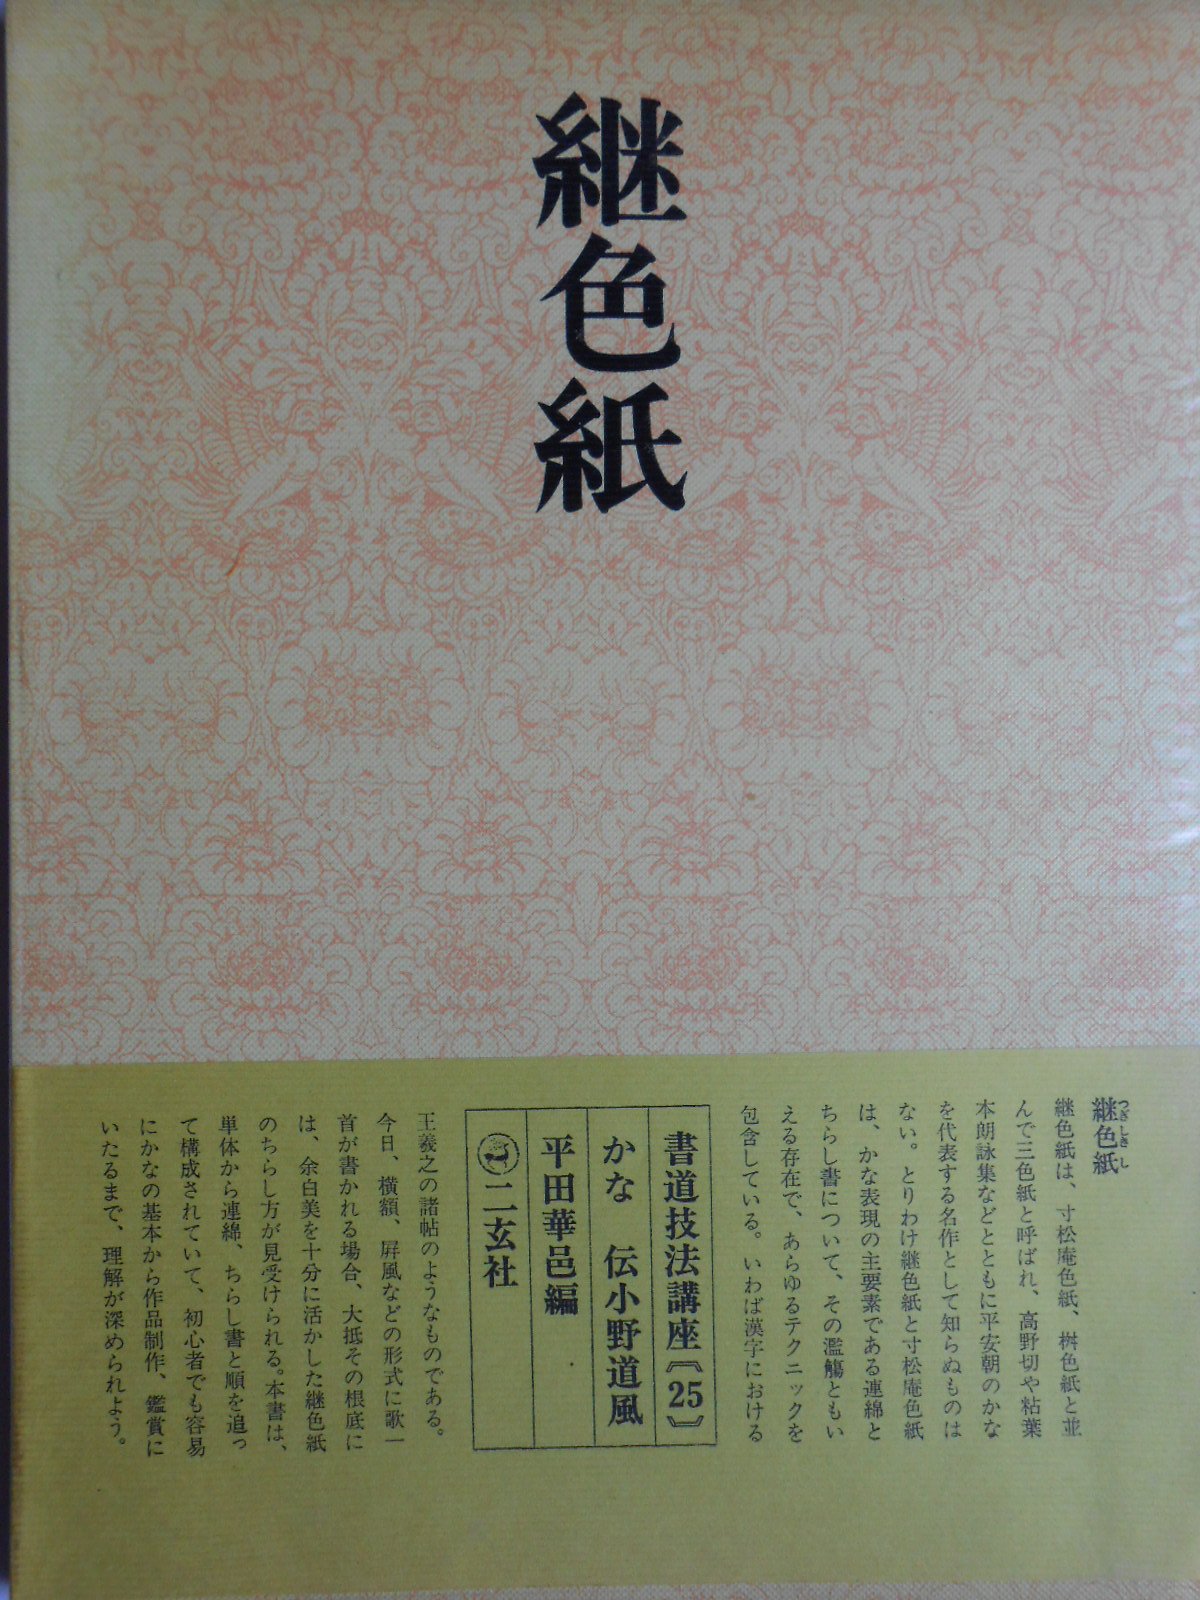 継色紙
継色紙
つぎしきし
継色紙は、寸松庵色紙、桝色紙と並
んで三色紙と呼ばれ、高野切や粘葉
本朗詠集などとともに平安朝のかな
を代表する名作として知らぬものは
ない。とりわけ継色紙と寸松庵色紙
は、かな表現の主要素である連綿と
ちらし書について、その濫觴ともい
える存在で、あらゆるテクニックを
包含している。いわば漢字における
書道技法講座〘25〙
かな 伝小野道風
平田華邑編
二玄社
王羲之の諸帖のようなものである。
今日、横額、屏風などの形式に歌一
首が書かれる場合、大抵その根底に
は、余白美を十分に活かした継色紙
のちらし方が見受けられる。本書は、
単体から連綿、ちらし書と順を追っ
て構成されていて、初心者でも容易
にかなの基本から作品制作、鑑賞に
いたるまで、理解が深められよう。